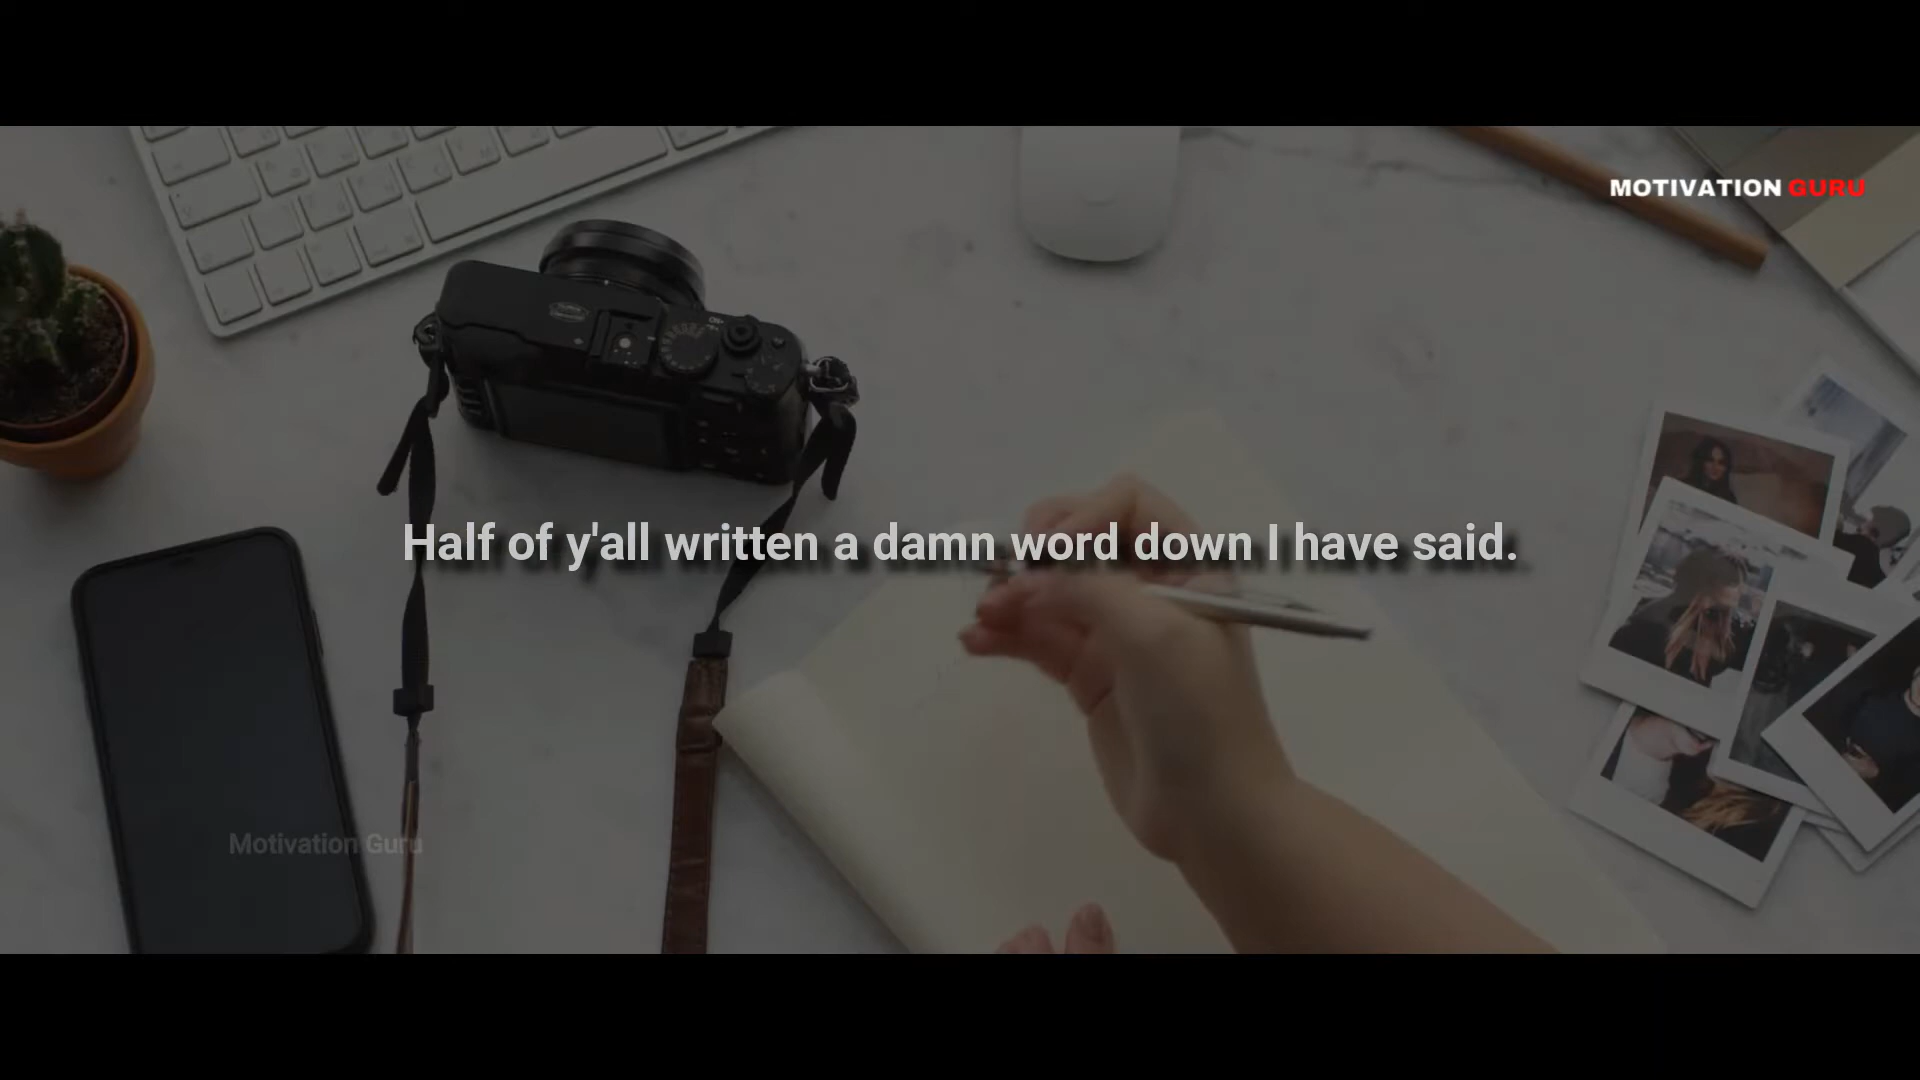 MOTIVATION GURU
Half of y'all written a damn word down I have said.
Motivation Guru